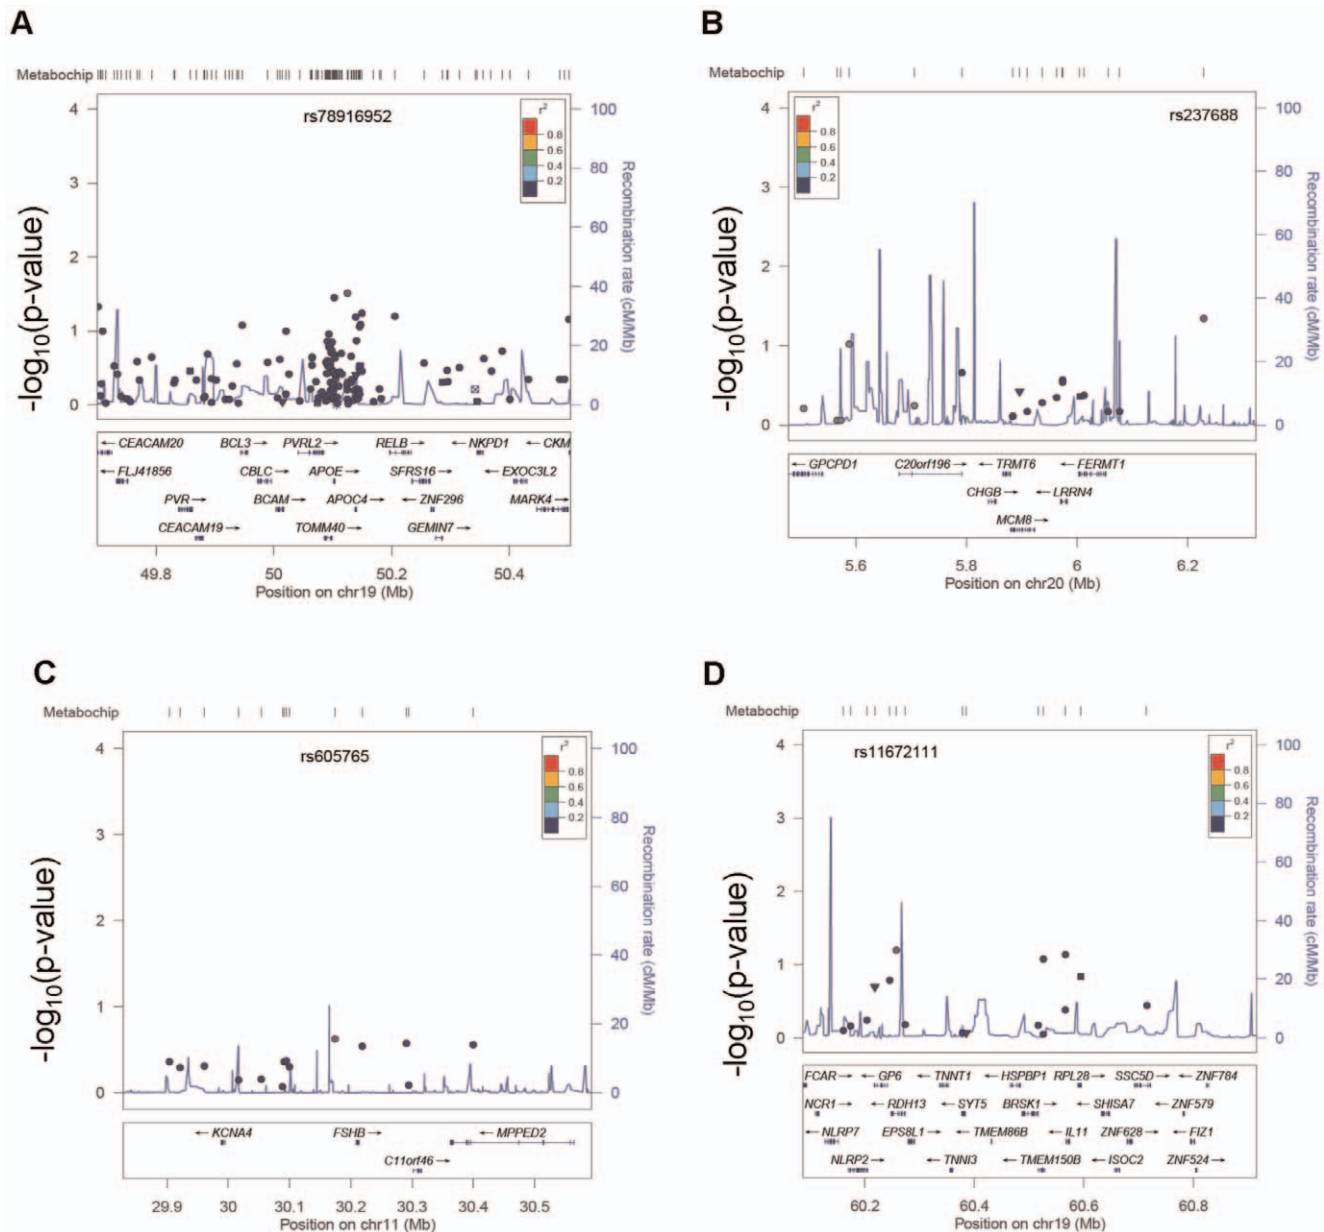 A
Metabochip
rs78916952
r²
0.8
0.6
0.4
0.2
4
3
2
1
0
100
80
60
40
20
0
-log10(p-value)
Recombination rate (cM/Mb)
← CEACAM20 BCL3 → PVRL2 → RELB → ← NKPD1 ← CKM
← FLJ41856 CBLC → APOE → SFRS16 → ← EXOC3L2
PVR → BCAM → APOC4 → ← ZNF296 MARK4 →
CEACAM19 → TOMM40 → GEMIN7 →
49.8 50 50.2 50.4
Position on chr19 (Mb)
B
Metabochip
rs237688
r²
0.8
0.6
0.4
0.2
4
3
2
1
0
100
80
60
40
20
0
-log10(p-value)
Recombination rate (cM/Mb)
← GPCPD1 C20orf196 → ← TRMT6 ← FERMT1
CHGB → ← LRRN4
MCM8 →
5.6 5.8 6 6.2
Position on chr20 (Mb)
C
Metabochip
rs605765
r²
0.8
0.6
0.4
0.2
4
3
2
1
0
100
80
60
40
20
0
-log10(p-value)
Recombination rate (cM/Mb)
← KCNA4 FSHB → ← MPPED2
C11orf46 →
29.9 30 30.1 30.2 30.3 30.4 30.5
Position on chr11 (Mb)
D
Metabochip
rs11672111
r²
0.8
0.6
0.4
0.2
4
3
2
1
0
100
80
60
40
20
0
-log10(p-value)
Recombination rate (cM/Mb)
FCAR → ← GP6 ← TNNT1 ← HSPBP1 RPL28 → SSC5D → ← ZNF784
NCR1 → ← RDH13 ← SYT5 BRSK1 → ← SHISA7 ← ZNF579
← NLRP7 EPS8L1 → ← TMEM86B ← IL11 ZNF628 → ← FIZ1
NLRP2 → ← TNNI3 ← TMEM150B ← ISOC2 ZNF524 →
60.2 60.4 60.6 60.8
Position on chr19 (Mb)